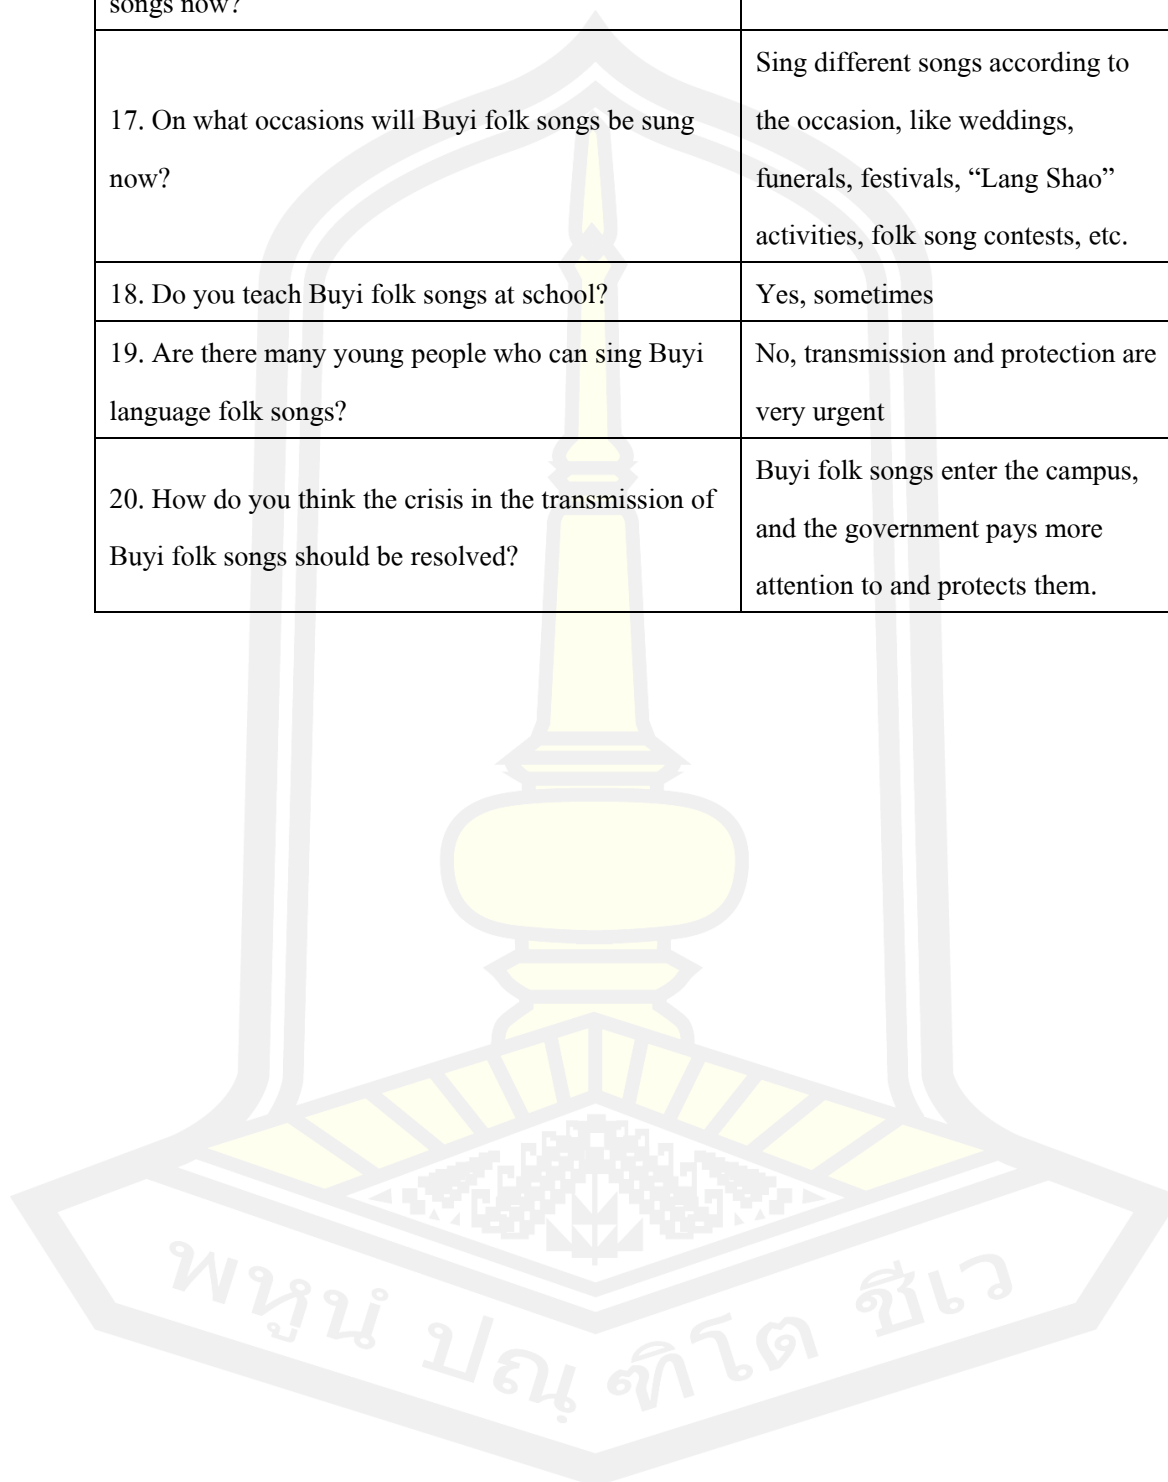 songs now?
17. On what occasions will Buyi folk songs be sung
now?
Sing different songs according to
the occasion, like weddings,
funerals, festivals, “Lang Shao”
activities, folk song contests, etc.
18. Do you teach Buyi folk songs at school?
Yes, sometimes
19. Are there many young people who can sing Buyi
language folk songs?
No, transmission and protection are
very urgent
20. How do you think the crisis in the transmission of
Buyi folk songs should be resolved?
Buyi folk songs enter the campus,
and the government pays more
attention to and protects them.
พหูนํ ปณฺฑิโต ชีเว